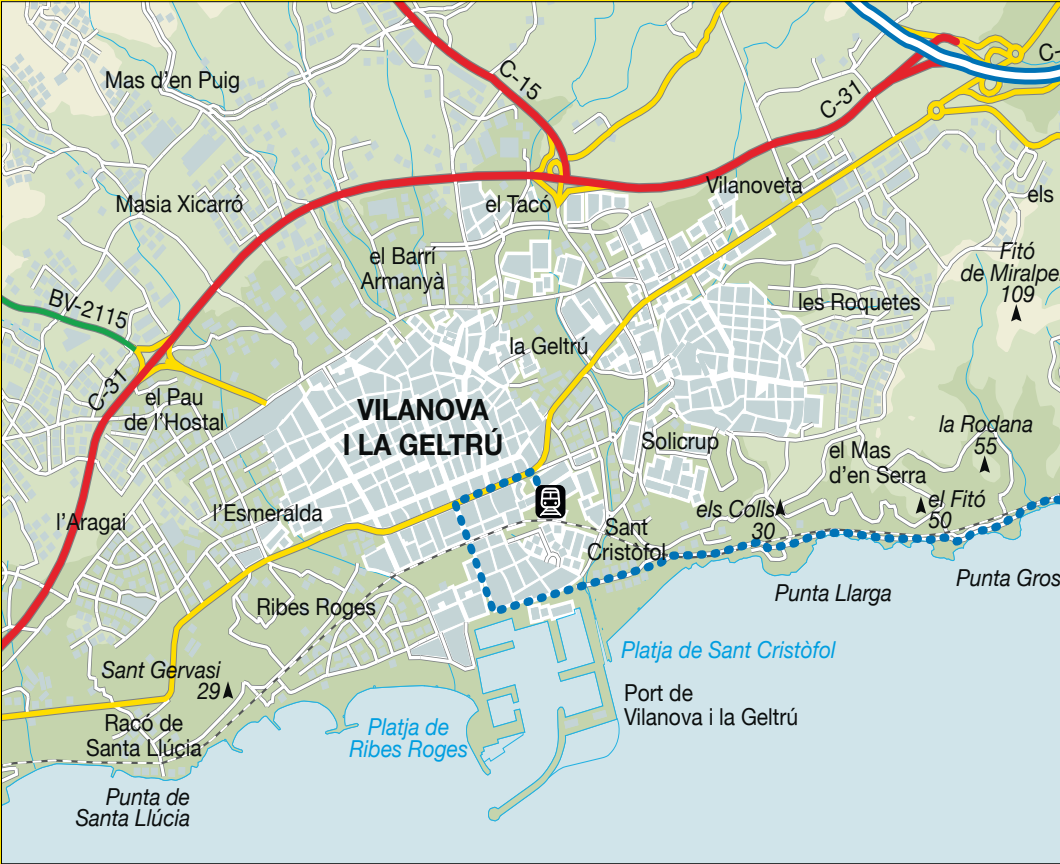 C-
C-15
C-31
Mas d'en Puig
Vilanoveta
els
Masia Xicarró
el Tacó
el Barrí
Armanyà
Fitó
de Miralpe
109
BV-2115
les Roquetes
la Geltrú
C-31
el Pau
de l'Hostal
VILANOVA
I LA GELTRÚ
Solicrup
la Rodana
55
el Mas
d'en Serra
l'Aragai
l'Esmeralda
els Colls
30
el Fitó
50
Sant
Cristòfol
Punta Llarga
Punta Gros
Ribes Roges
Platja de Sant Cristòfol
Sant Gervasi
29
Port de
Vilanova i la Geltrú
Racó de
Santa Llúcia
Platja de
Ribes Roges
Punta de
Santa Llúcia